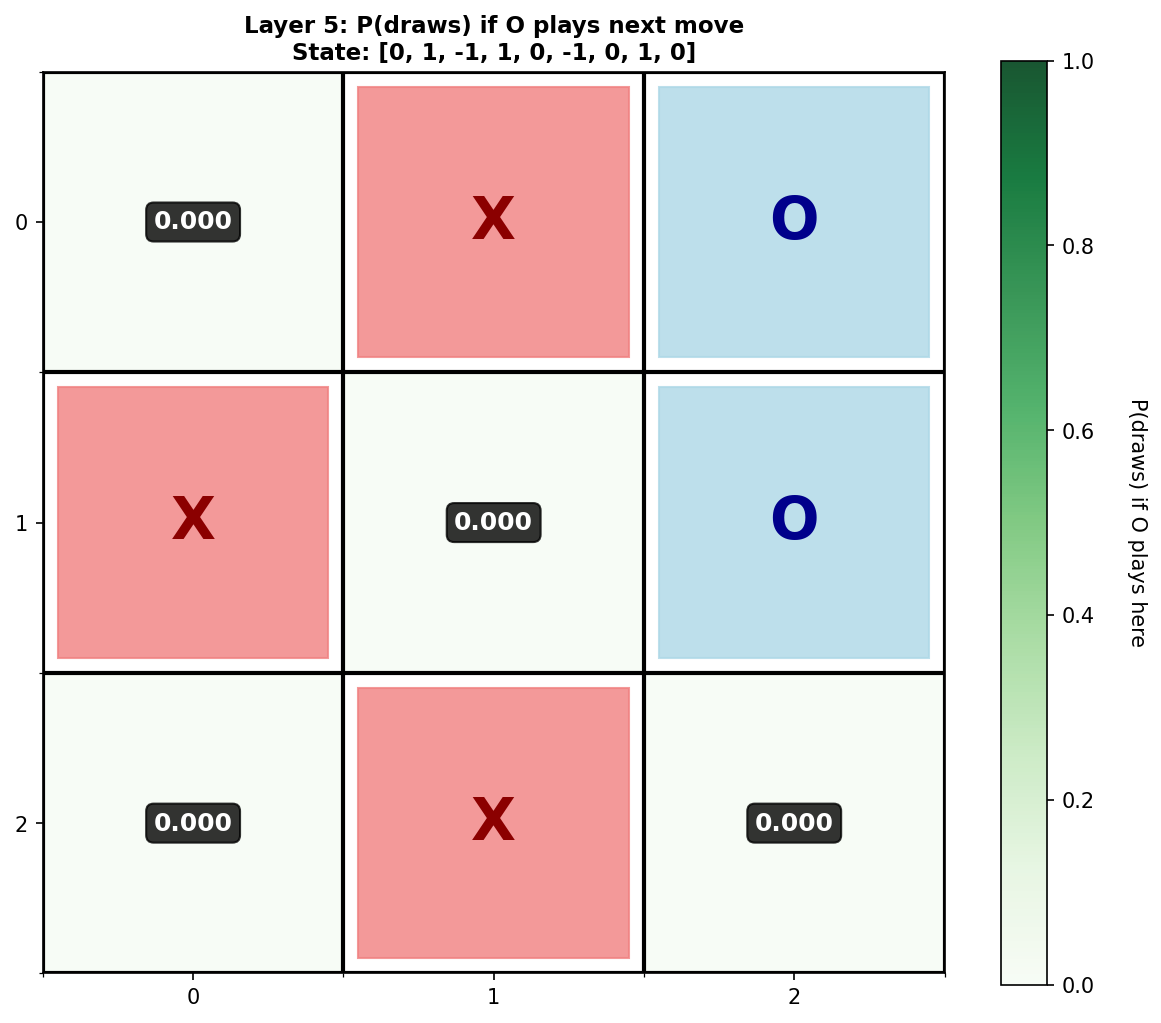 Layer 5: P(draws) if O plays next move
State: [0, 1, -1, 1, 0, -1, 0, 1, 0]
0 0.000 X O
1 X 0.000 O
2 0.000 X 0.000
0 1 2
1.0
0.8
0.6
0.4
0.2
0.0
P(draws) if O plays here